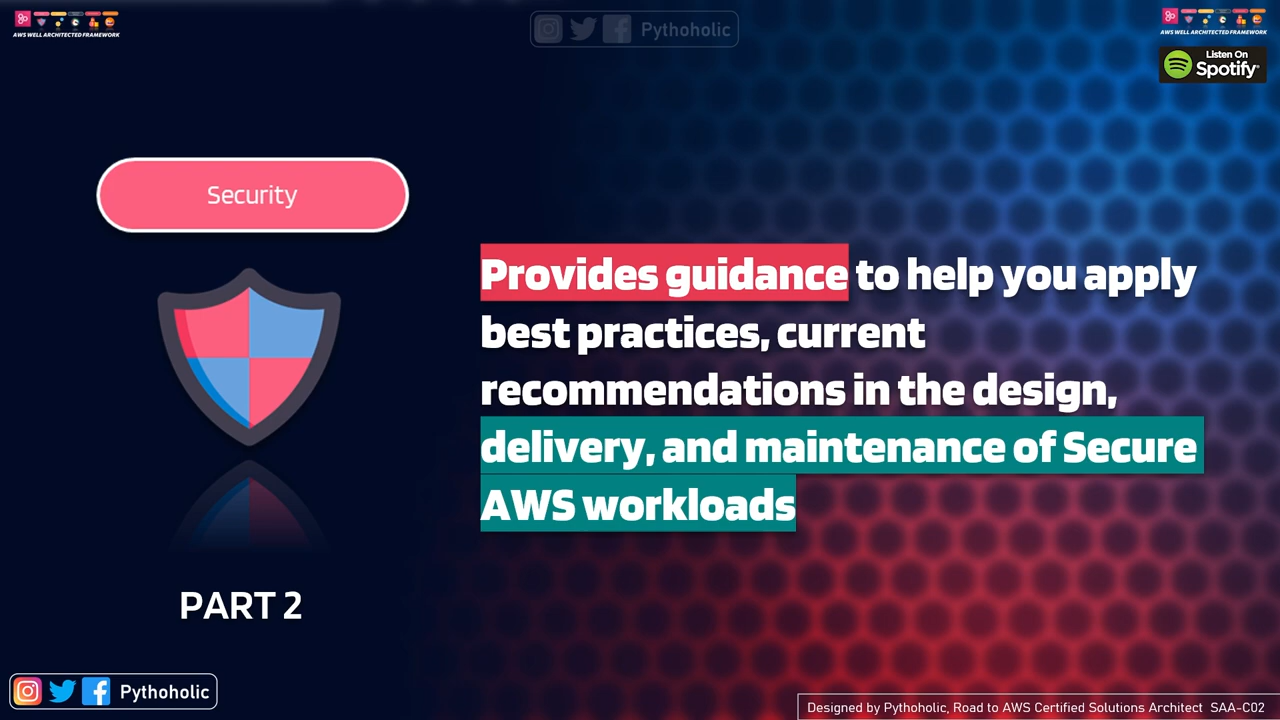 AWS WELL ARCHITECTED FRAMEWORK
Pythoholic
AWS WELL ARCHITECTED FRAMEWORK
Listen On
Spotify
Security
Provides guidance to help you apply
best practices, current
recommendations in the design,
delivery, and maintenance of Secure
AWS workloads
PART 2
Pythoholic
Designed by Pythoholic, Road to AWS Certified Solutions Architect SAA-C02